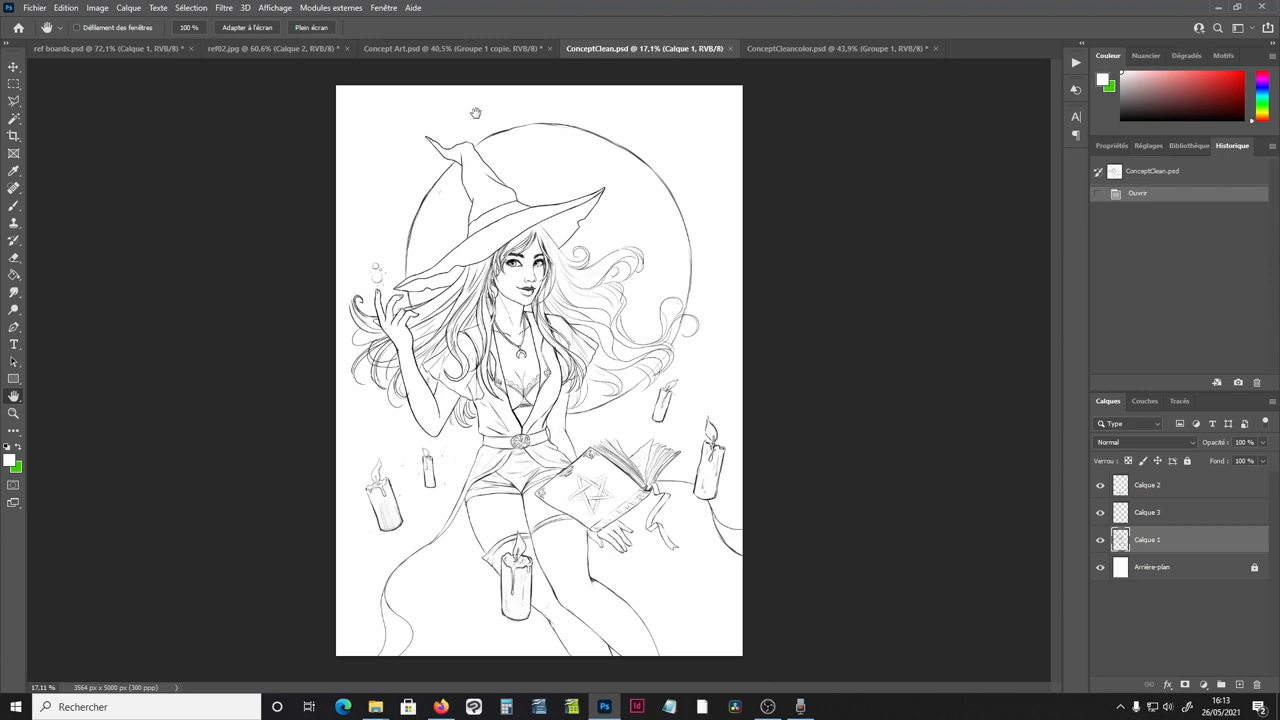 Ps Fichier Edition Image Calque Texte Sélection Filtre 3D Affichage Modules externes Fenêtre Aide
Défilement des fenêtres 100 % Adapter à l'écran Plein écran
ref boards.psd @ 72,1% (Calque 1, RVB/8) * × ref02.jpg @ 60,6% (Calque 2, RVB/8) * × Concept Art.psd @ 40,5% (Groupe 1 copie, RVB/8) * × ConceptClean.psd @ 17,1% (Calque 1, RVB/8) × ConceptCleancolor.psd @ 43,9% (Groupe 1, RVB/8) * ×
Couleur Nuancier Dégradés Motifs
Propriétés Réglages Bibliothèque Historique
ConceptClean.psd
Ouvrir
Calques Couches Tracés
Type
Normal Opacité : 100 %
Verrou : Fond : 100 %
Calque 2
Calque 3
Calque 1
Arrière-plan
17,11 % 3564 px x 5000 px (300 ppp)
Rechercher
Ps Id
16:13
26/05/2021